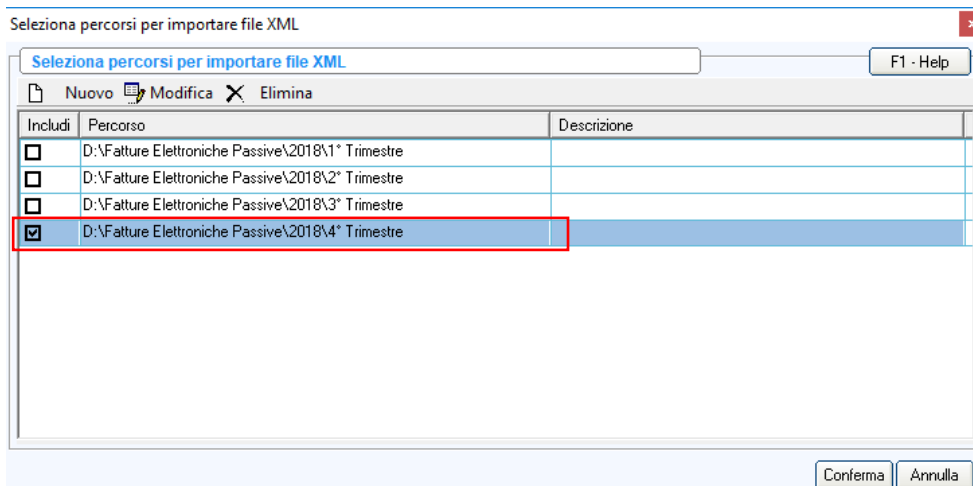 Seleziona percorsi per importare file XML
Seleziona percorsi per importare file XML
F1 - Help
Nuovo Modifica Elimina
Includi Percorso Descrizione
D:\Fatture Elettroniche Passive\2018\1° Trimestre
D:\Fatture Elettroniche Passive\2018\2° Trimestre
D:\Fatture Elettroniche Passive\2018\3° Trimestre
D:\Fatture Elettroniche Passive\2018\4° Trimestre
Conferma Annulla